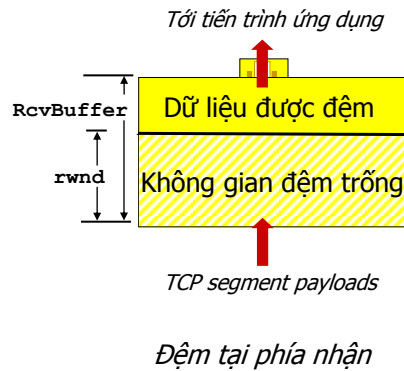 Tới tiến trình ứng dụng
RcvBuffer
Dữ liệu được đệm
rwnd
Không gian đệm trống
TCP segment payloads
Đệm tại phía nhận